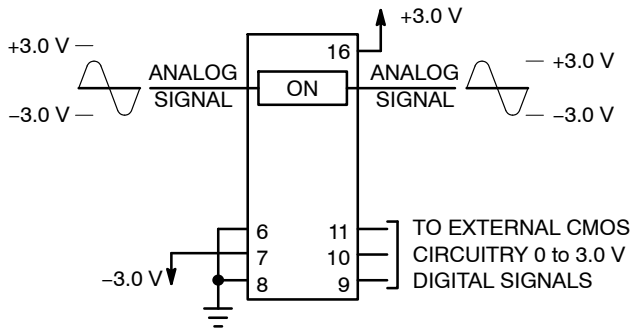 +3.0 V
16
+3.0 V
−3.0 V
ANALOG
SIGNAL
ON
ANALOG
SIGNAL
+3.0 V
−3.0 V
6
7
8
−3.0 V
11
10
9
TO EXTERNAL CMOS
CIRCUITRY 0 to 3.0 V
DIGITAL SIGNALS